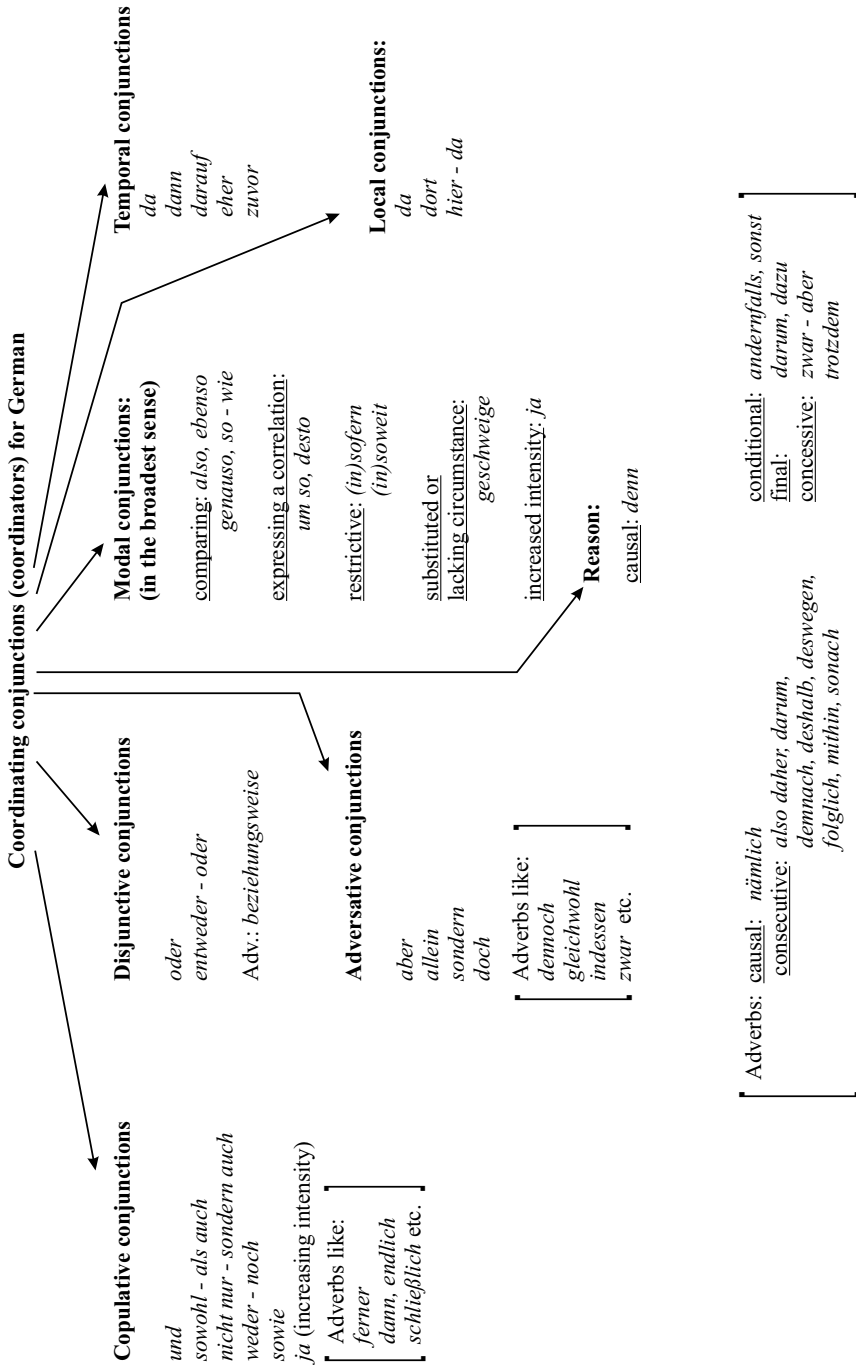 Coordinating conjunctions (coordinators) for German
Copulative conjunctions
und
sowohl - als auch
nicht nur - sondern auch
weder - noch
sowie
ja (increasing intensity)
Adverbs like:
ferner
dann, endlich
schließlich etc.
Disjunctive conjunctions
oder
entweder - oder
Adv.: beziehungsweise
Adversative conjunctions
aber
allein
sondern
doch
Adverbs like:
dennoch
gleichwohl
indessen
zwar etc.
Modal conjunctions:
(in the broadest sense)
comparing: also, ebenso
genauso, so - wie
expressing a correlation:
um so, desto
restrictive: (in)sofern
(in)soweit
substituted or
lacking circumstance:
geschweige
increased intensity: ja
Reason:
causal: denn
Temporal conjunctions
da
dann
darauf
eher
zuvor
Local conjunctions:
da
dort
hier - da
Adverbs: causal: nämlich
consecutive: also daher, darum,
demnach, deshalb, deswegen,
folglich, mithin, sonach
conditional: andernfalls, sonst
final: darum, dazu
concessive: zwar - aber
trotzdem